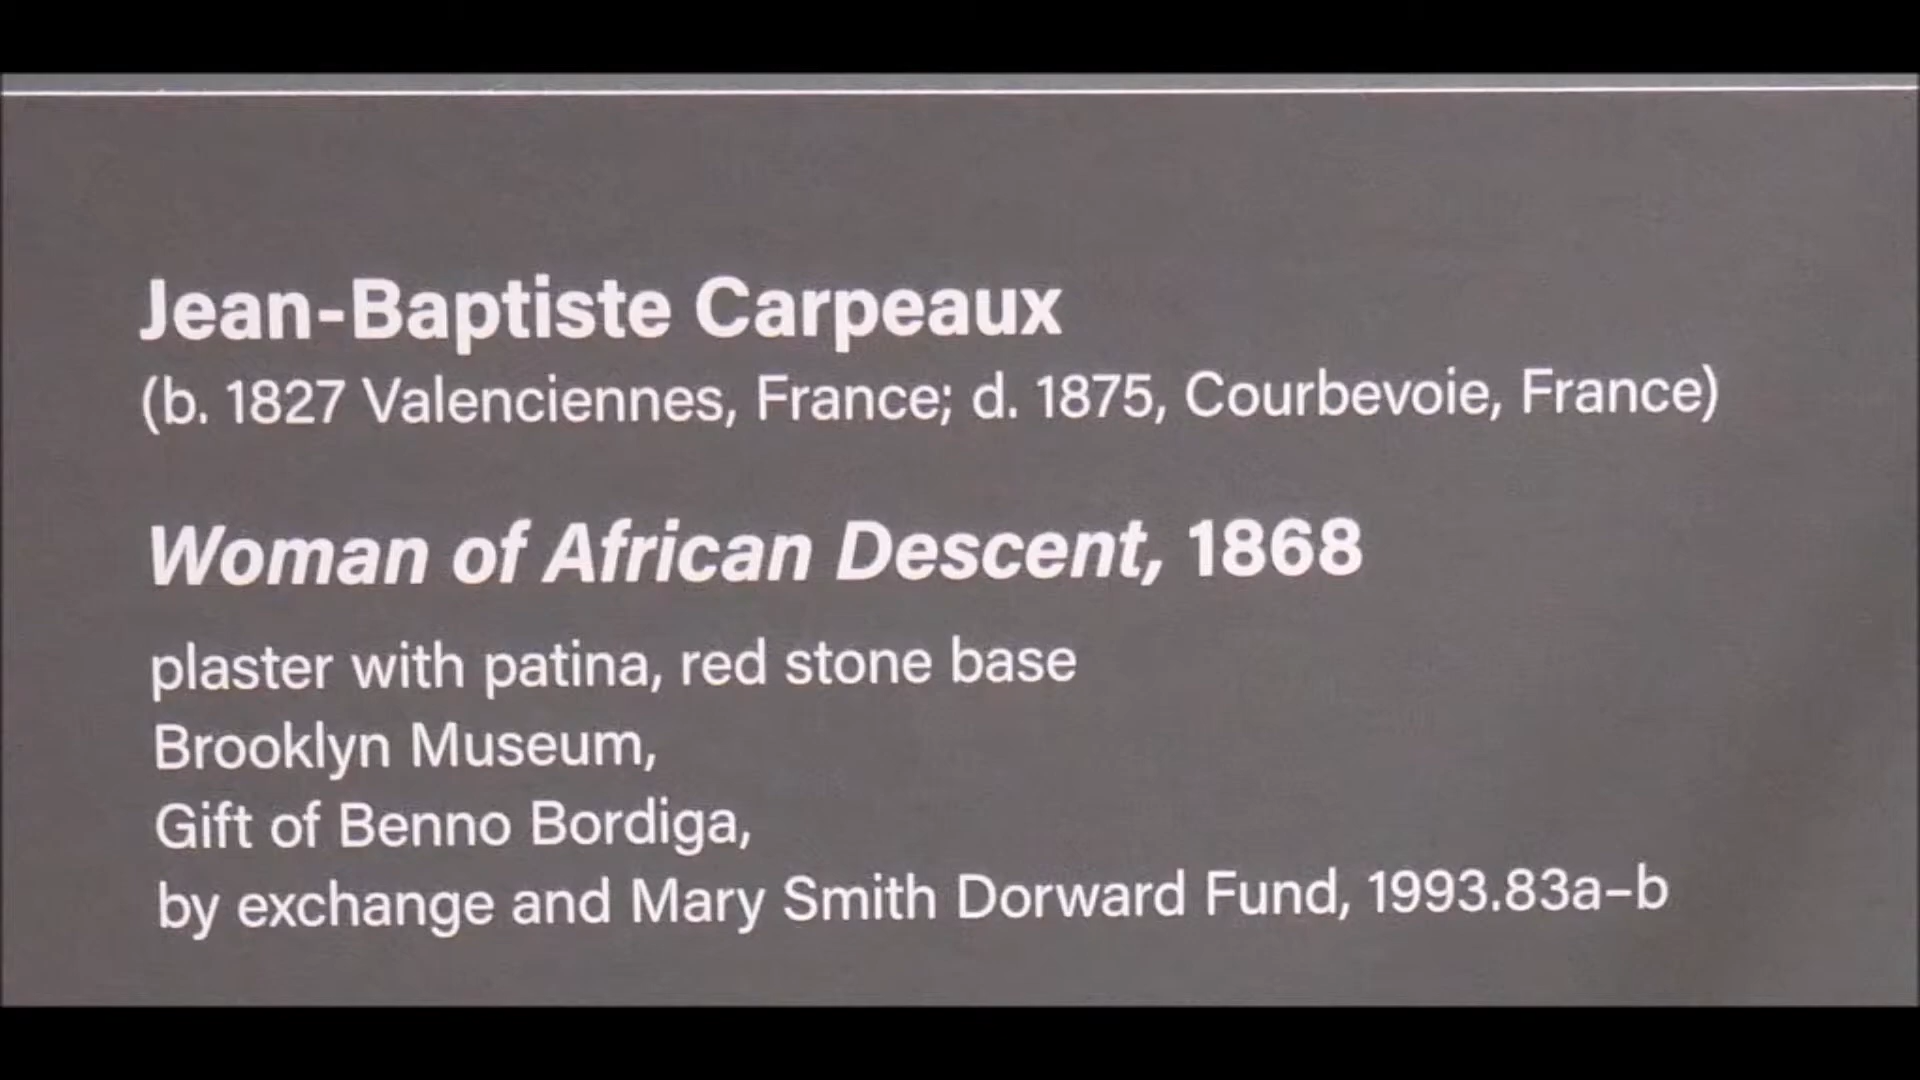 Jean-Baptiste Carpeaux
(b. 1827 Valenciennes, France; d. 1875, Courbevoie, France)
Woman of African Descent, 1868
plaster with patina, red stone base
Brooklyn Museum,
Gift of Benno Bordiga,
by exchange and Mary Smith Dorward Fund, 1993.83a–b